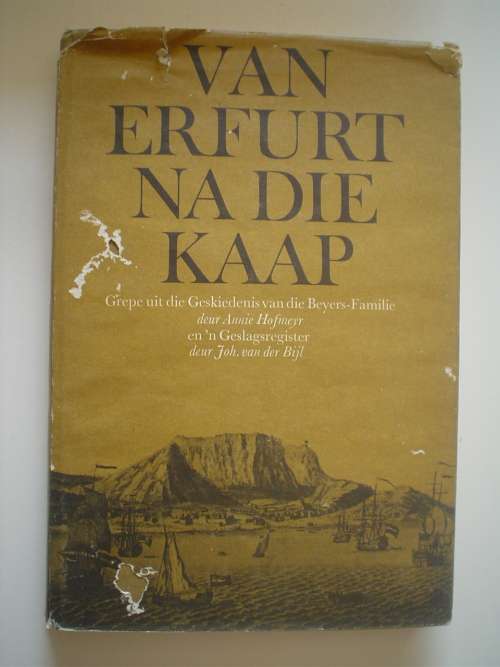 VAN
ERFURT
NA DIE
KAAP
Grepe uit die Geskiedenis van die Beyers-Familie
deur Annie Hofmeyr
en 'n Geslagsregister
deur Joh. van der Bijl